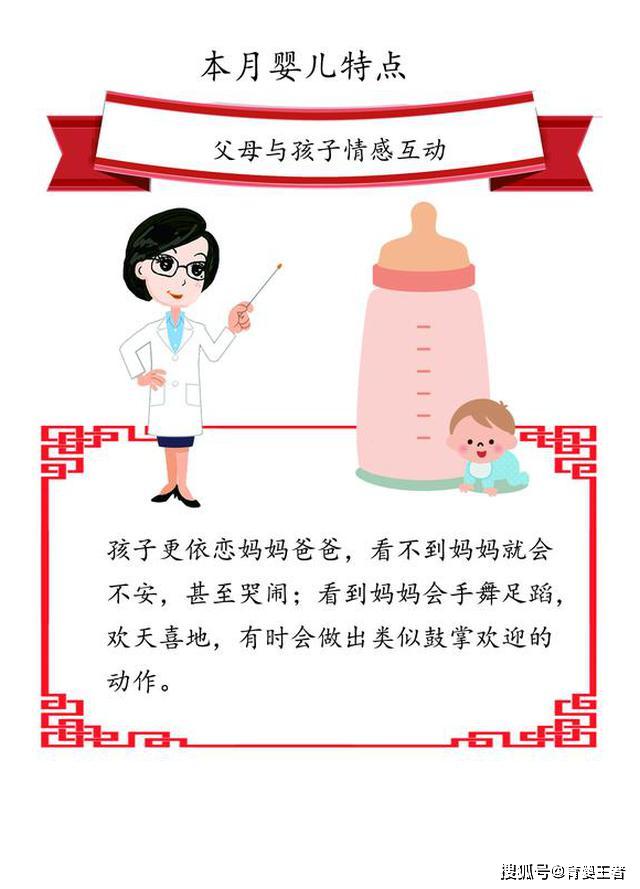 本月婴儿特点
父母与孩子情感互动
孩子更依恋妈妈爸爸，看不到妈妈就会
不安，甚至哭闹；看到妈妈会手舞足蹈，
欢天喜地，有时会做出类似鼓掌欢迎的
动作。
搜狐号@育婴王者